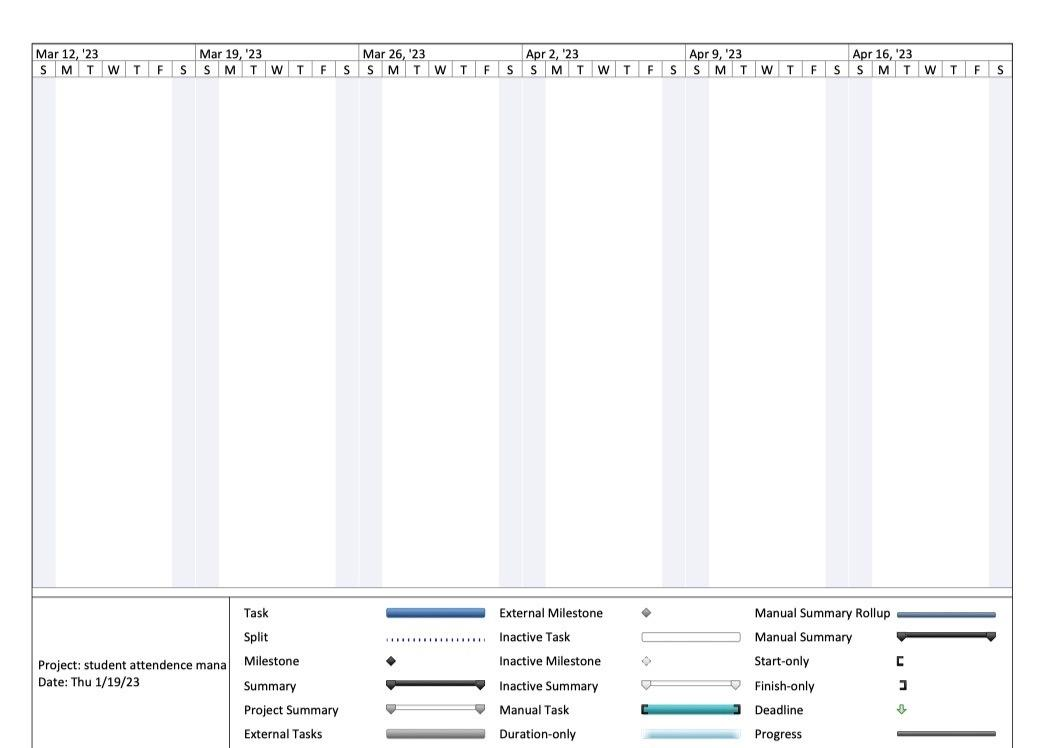 Mar 12, '23 Mar 19, '23 Mar 26, '23 Apr 2, '23 Apr 9, '23 Apr 16, '23
S M T W T F S S M T W T F S S M T W T F S S M T W T F S S M T W T F S S M T W T F S
Project: student attendence mana
Date: Thu 1/19/23
Task External Milestone Manual Summary Rollup
Split Inactive Task Manual Summary
Milestone Inactive Milestone Start-only
Summary Inactive Summary Finish-only
Project Summary Manual Task Deadline
External Tasks Duration-only Progress